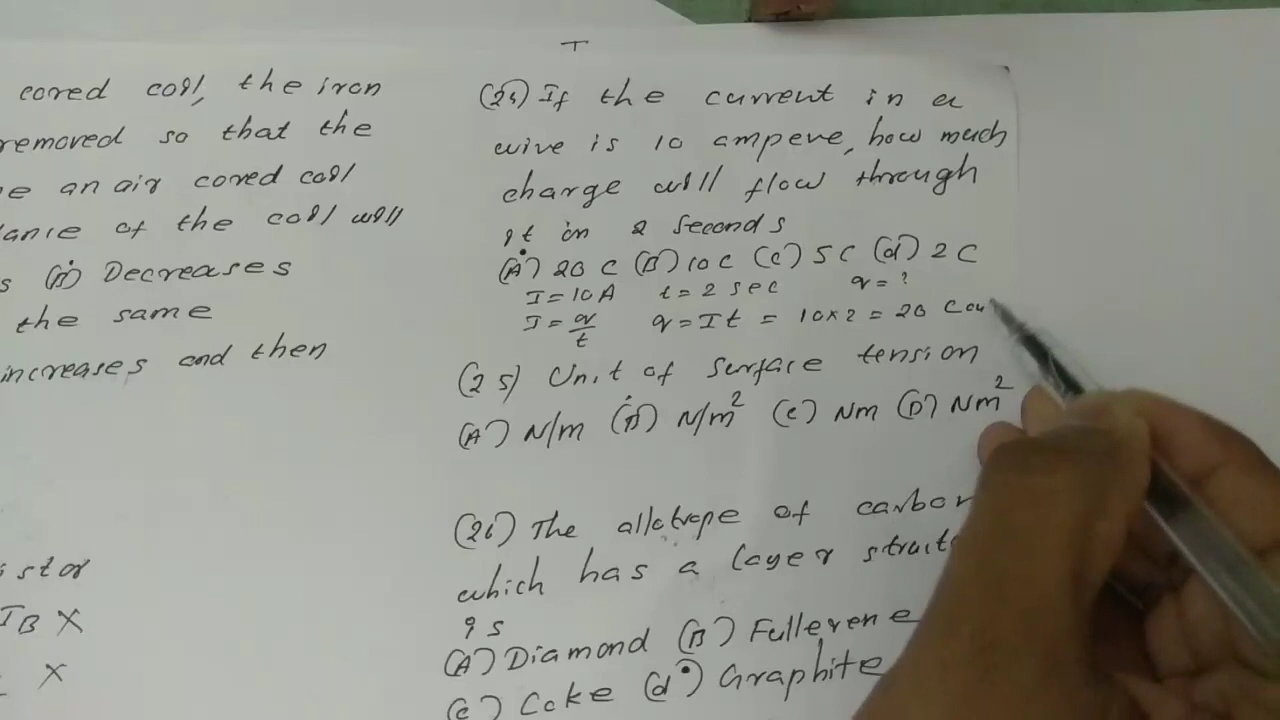 cored coil, the iron
removed so that the
an air cored coil
of the coil will
(B) Decreases
the same
increases and then
istor
IB X
X
(24) If the current in a
wire is 10 ampere, how much
charge will flow through
it in 2 seconds
(A) 20 C (B) 10 C (C) 5 C (d) 2 C
I = 10 A t = 2 sec q = ?
I = q/t q = It = 10 x 2 = 20 Cou
(25) Unit of surface tension
(A) N/m (B) N/m² (C) Nm (D) Nm²
(26) The allotrope of carbon
which has a layer
is
(A) Diamond (B) Fullerene
(C) Coke (d) Graphite